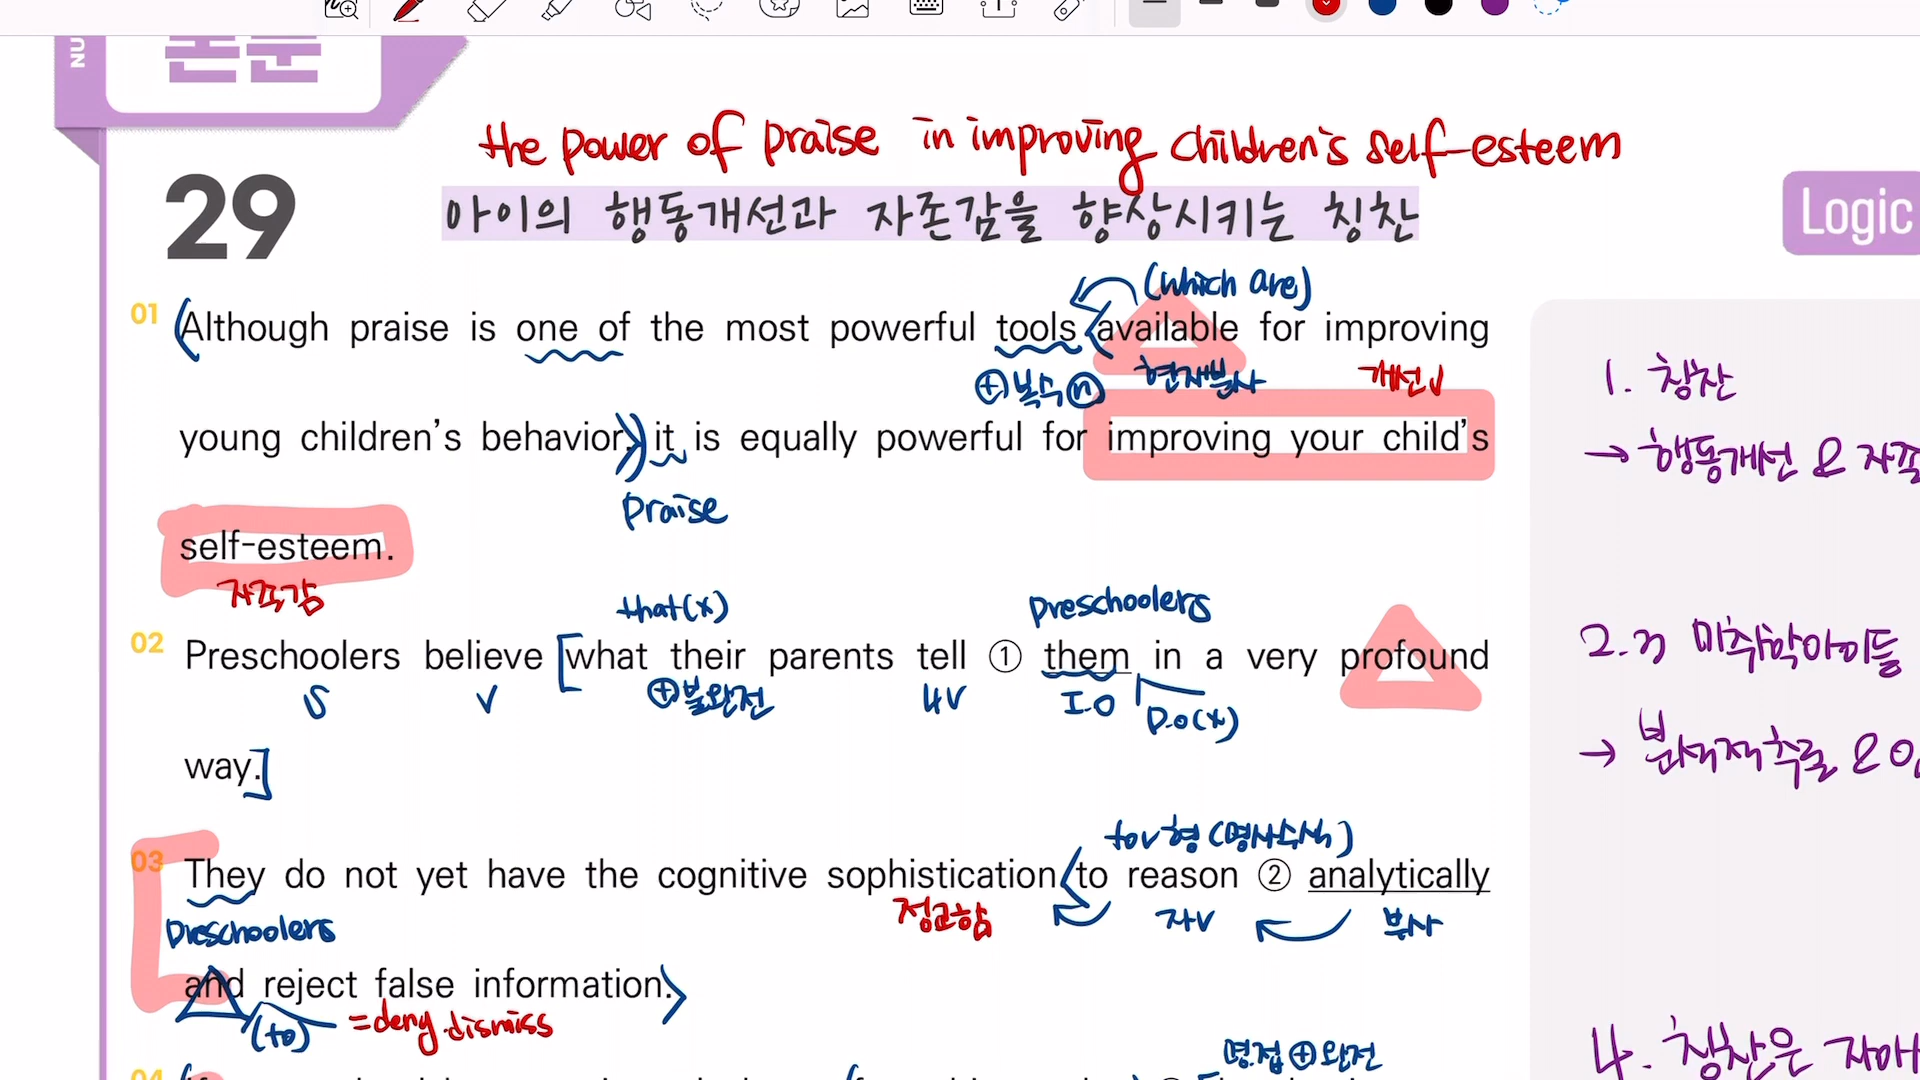 본문
the power of praise in improving children's self-esteem
29
아이의 행동개선과 자존감을 향상시키는 칭찬
Logic
(which are)
01 Although praise is one of the most powerful tools available for improving
⊕복수ⓝ 현재분사 개선↓
young children's behavior, it is equally powerful for improving your child's
praise
self-esteem.
자존감
that(x) preschoolers
02 Preschoolers believe [what their parents tell ① them in a very profound
S V ⊕불완전 4V I.O D.O(x)
way.]
to v 형(명사수식)
03 They do not yet have the cognitive sophistication to reason ② analytically
preschoolers 정교함 자V 부사
and reject false information.
(to) =deny.dismiss
명접⊕완전
04
1. 칭찬
→ 행동개선 & 자존
2.3 미취학아이들
→ 분석적추론
4. 칭찬은